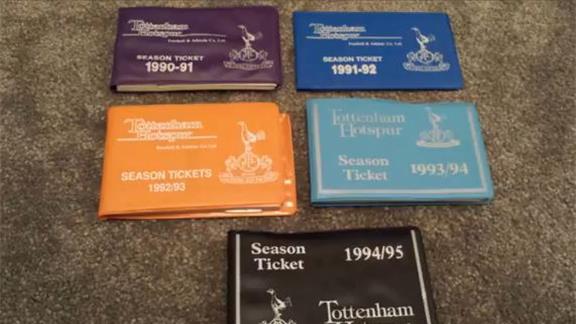 Tottenham
Hotspur
Football & Athletic Co. Ltd.
SEASON TICKET
1990-91
Tottenham
Hotspur
Football & Athletic Co. Ltd.
SEASON TICKET
1991-92
Tottenham
Hotspur
Football & Athletic Co. Ltd.
SEASON TICKETS
1992/93
Tottenham
Hotspur
Season
Ticket
1993/94
Season
Ticket
1994/95
Tottenham
Hotspur